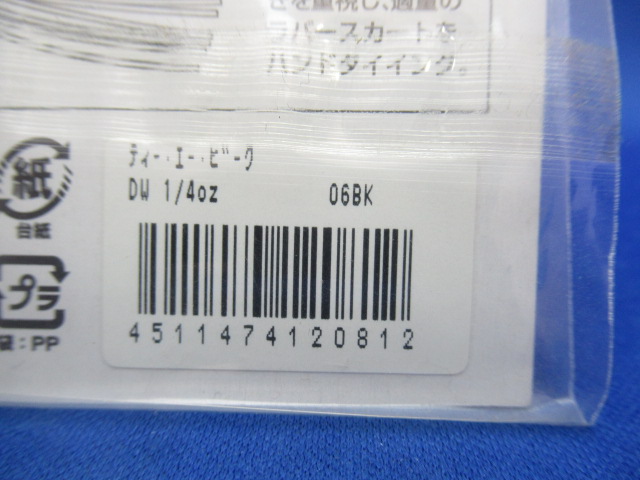 さを重視し、適量の
ラバースカートを
ハンドタイイング。
紙
台紙
プラ
袋:PP
ティー・エー・ビーク
DW 1/4oz 06BK
4511474120812